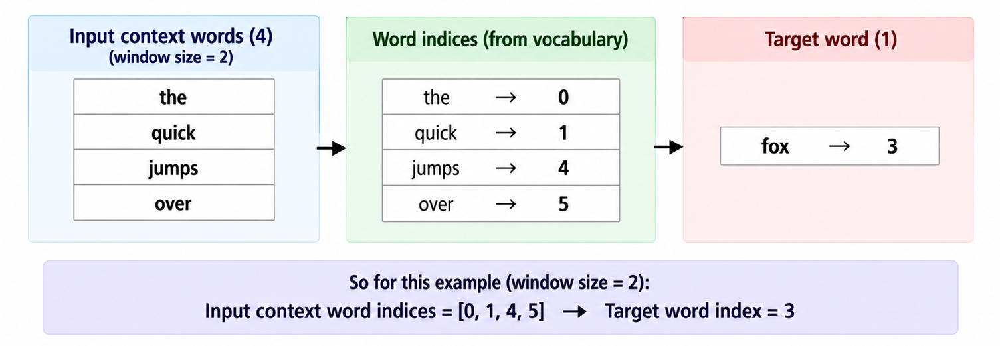 Input context words (4)
(window size = 2)
the
quick
jumps
over
Word indices (from vocabulary)
the → 0
quick → 1
jumps → 4
over → 5
Target word (1)
fox → 3
So for this example (window size = 2):
Input context word indices = [0, 1, 4, 5] → Target word index = 3